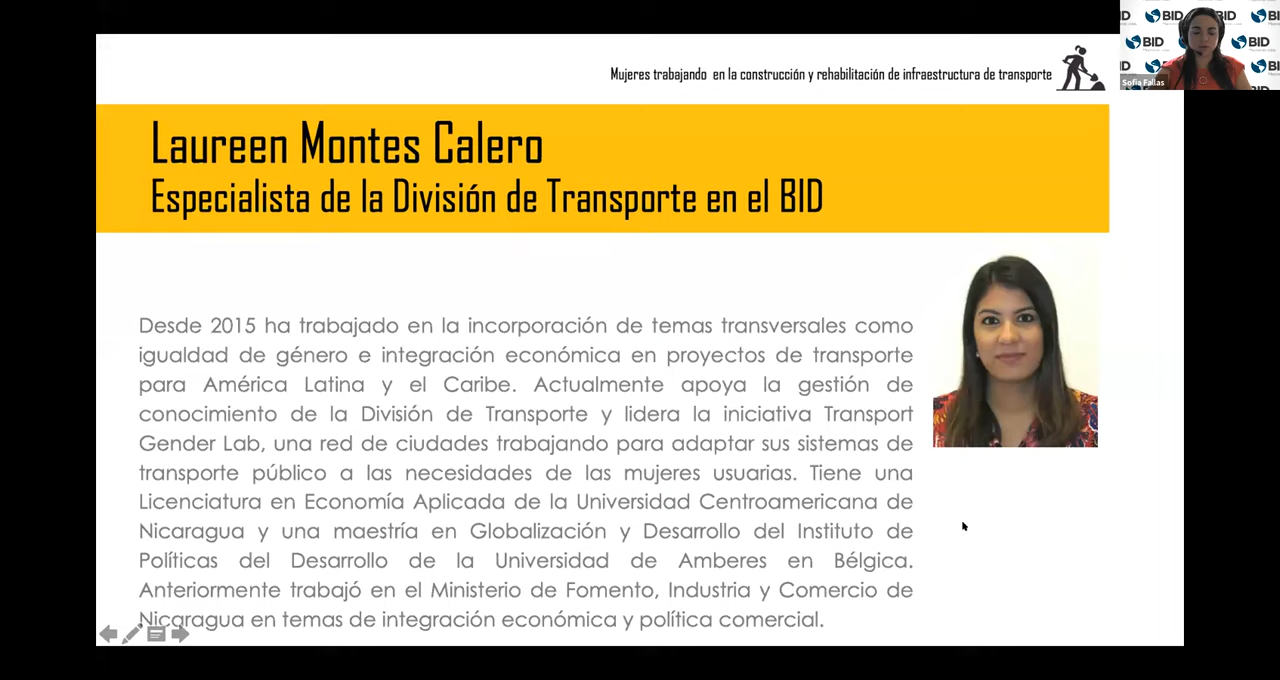 Mujeres trabajando en la construcción y rehabilitación de infraestructura de transporte
Laureen Montes Calero
Especialista de la División de Transporte en el BID
Desde 2015 ha trabajado en la incorporación de temas transversales como
igualdad de género e integración económica en proyectos de transporte
para América Latina y el Caribe. Actualmente apoya la gestión de
conocimiento de la División de Transporte y lidera la iniciativa Transport
Gender Lab, una red de ciudades trabajando para adaptar sus sistemas de
transporte público a las necesidades de las mujeres usuarias. Tiene una
Licenciatura en Economía Aplicada de la Universidad Centroamericana de
Nicaragua y una maestría en Globalización y Desarrollo del Instituto de
Políticas del Desarrollo de la Universidad de Amberes en Bélgica.
Anteriormente trabajó en el Ministerio de Fomento, Industria y Comercio de
Nicaragua en temas de integración económica y política comercial.
BID
BID
BID
BID
Sofia Fallas